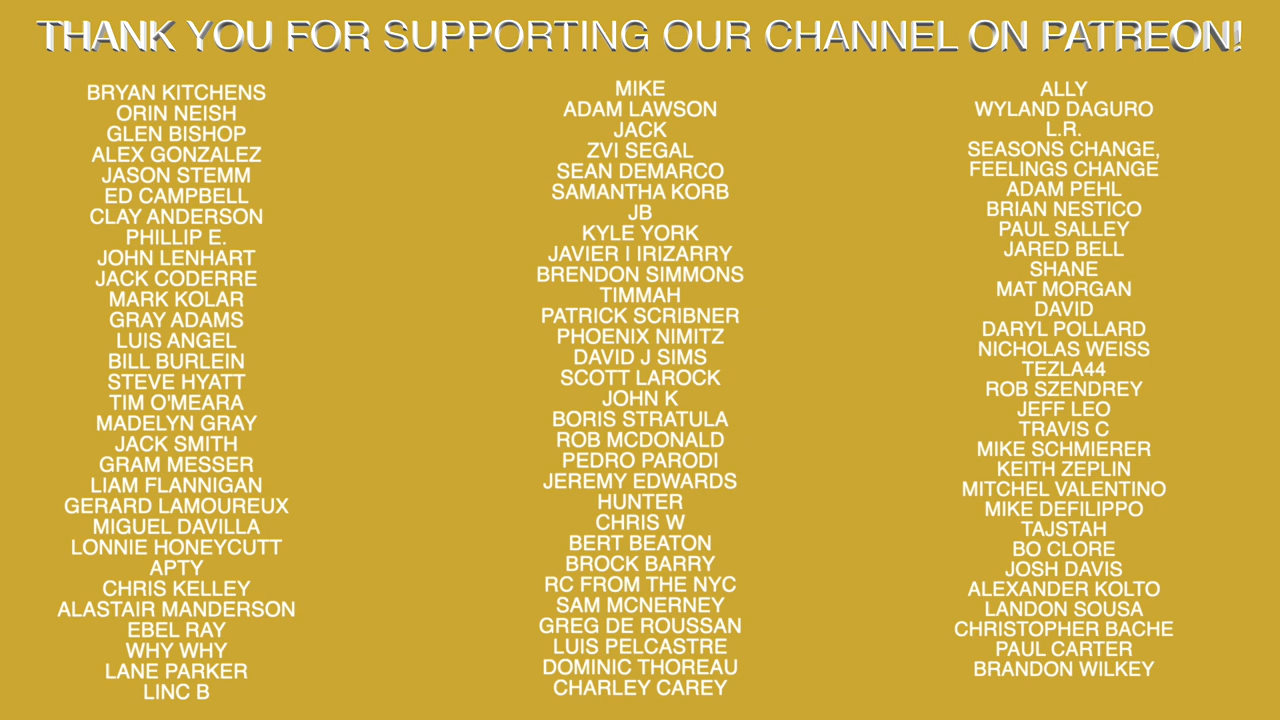 THANK YOU FOR SUPPORTING OUR CHANNEL ON PATREON!
BRYAN KITCHENS
ORIN NEISH
GLEN BISHOP
ALEX GONZALEZ
JASON STEMM
ED CAMPBELL
CLAY ANDERSON
PHILLIP E.
JOHN LENHART
JACK CODERRE
MARK KOLAR
GRAY ADAMS
LUIS ANGEL
BILL BURLEIN
STEVE HYATT
TIM O'MEARA
MADELYN GRAY
JACK SMITH
GRAM MESSER
LIAM FLANNIGAN
GERARD LAMOUREUX
MIGUEL DAVILLA
LONNIE HONEYCUTT
APTY
CHRIS KELLEY
ALASTAIR MANDERSON
EBEL RAY
WHY WHY
LANE PARKER
LINC B
MIKE
ADAM LAWSON
JACK
ZVI SEGAL
SEAN DEMARCO
SAMANTHA KORB
JB
KYLE YORK
JAVIER I IRIZARRY
BRENDON SIMMONS
TIMMAH
PATRICK SCRIBNER
PHOENIX NIMITZ
DAVID J SIMS
SCOTT LAROCK
JOHN K
BORIS STRATULA
ROB MCDONALD
PEDRO PARODI
JEREMY EDWARDS
HUNTER
CHRIS W
BERT BEATON
BROCK BARRY
RC FROM THE NYC
SAM MCNERNEY
GREG DE ROUSSAN
LUIS PELCASTRE
DOMINIC THOREAU
CHARLEY CAREY
ALLY
WYLAND DAGURO
L.R.
SEASONS CHANGE,
FEELINGS CHANGE
ADAM PEHL
BRIAN NESTICO
PAUL SALLEY
JARED BELL
SHANE
MAT MORGAN
DAVID
DARYL POLLARD
NICHOLAS WEISS
TEZLA44
ROB SZENDREY
JEFF LEO
TRAVIS C
MIKE SCHMIERER
KEITH ZEPLIN
MITCHEL VALENTINO
MIKE DEFILIPPO
TAJSTAH
BO CLORE
JOSH DAVIS
ALEXANDER KOLTO
LANDON SOUSA
CHRISTOPHER BACHE
PAUL CARTER
BRANDON WILKEY